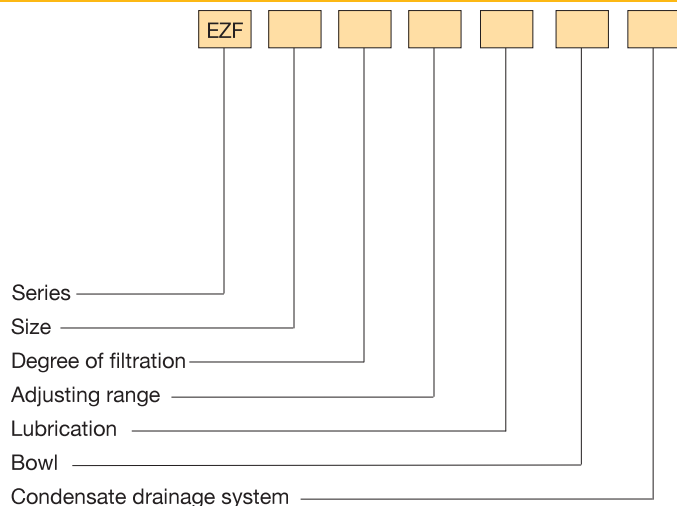 EZF
Series
Size
Degree of filtration
Adjusting range
Lubrication
Bowl
Condensate drainage system